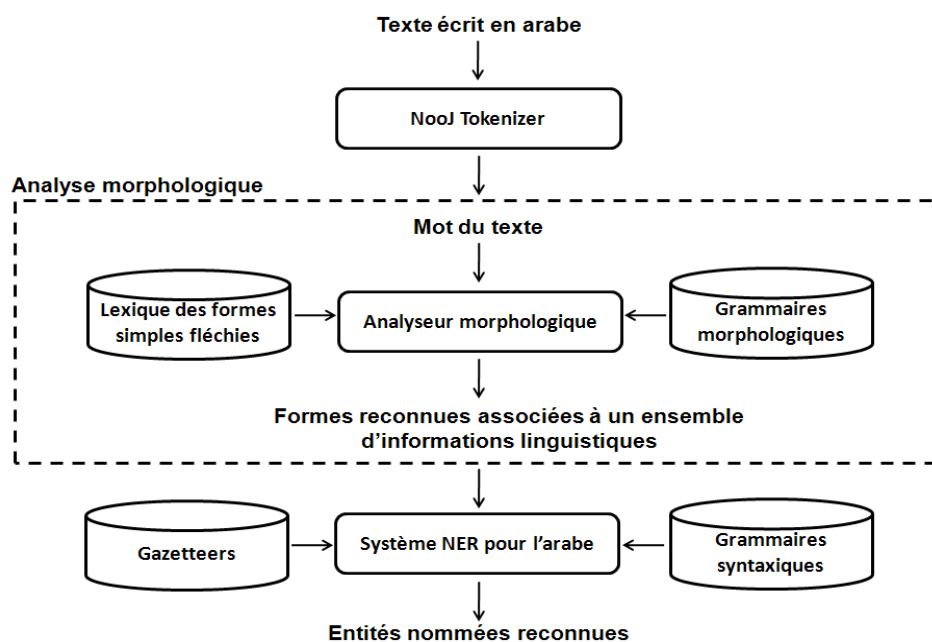 Texte écrit en arabe
NooJ Tokenizer
Analyse morphologique
Mot du texte
Lexique des formes
simples fléchies
Analyseur morphologique
Grammaires
morphologiques
Formes reconnues associées à un ensemble
d'informations linguistiques
Gazetteers
Système NER pour l'arabe
Grammaires
syntaxiques
Entités nommées reconnues